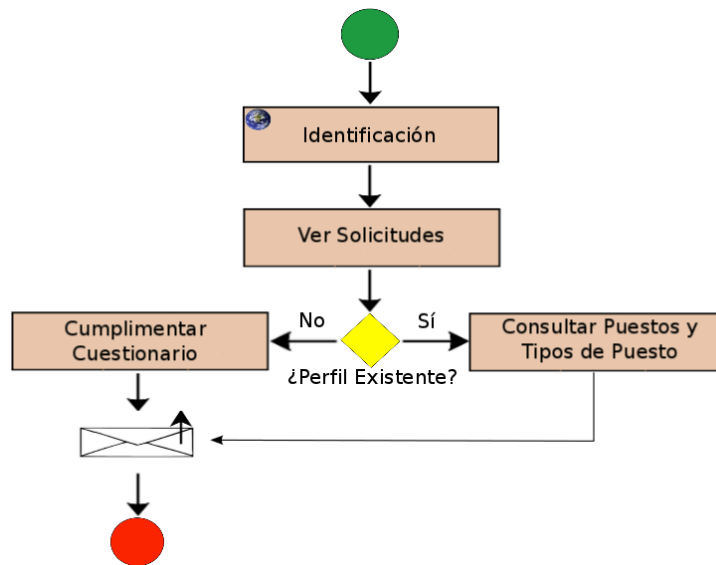 Identificación
Ver Solicitudes
No
Sí
Cumplimentar
Cuestionario
Consultar Puestos y
Tipos de Puesto
¿Perfil Existente?